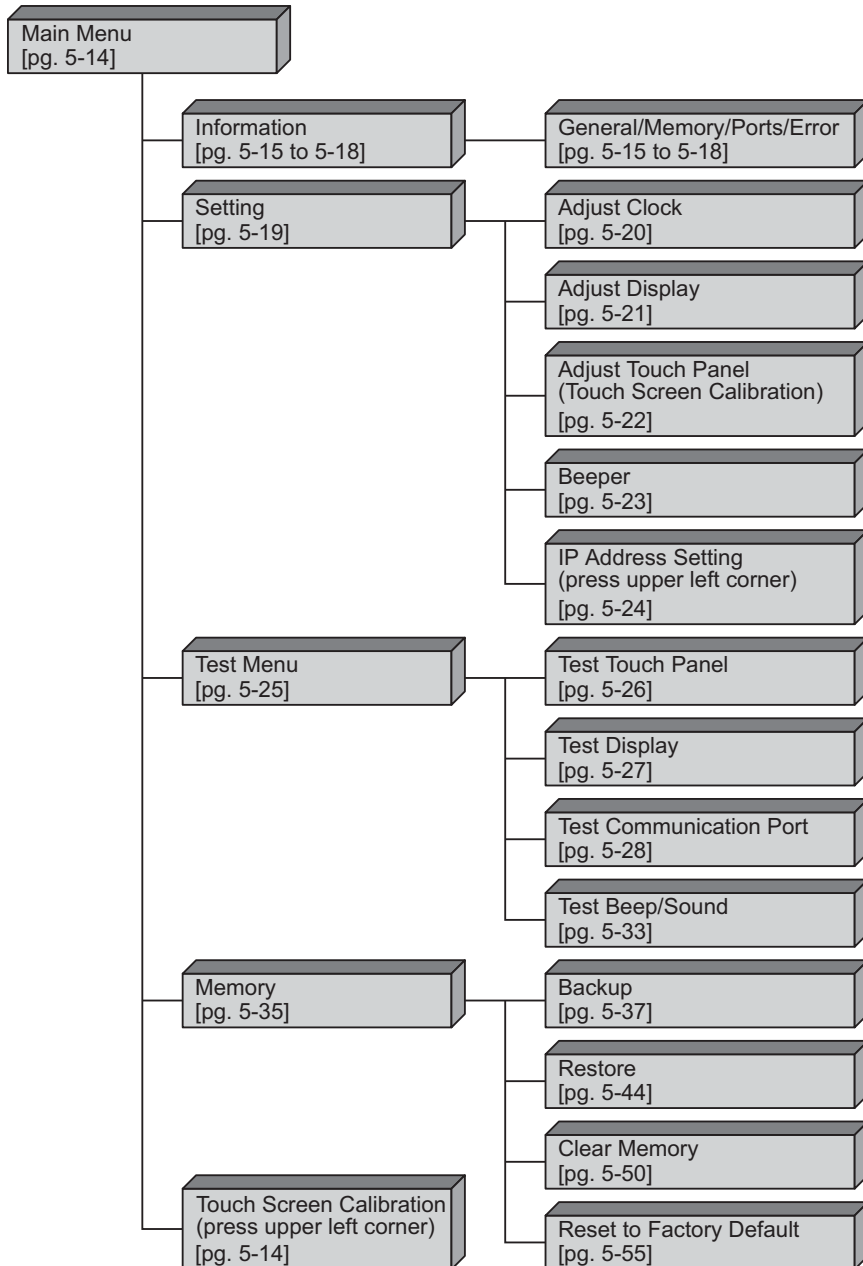 Main Menu
[pg. 5-14]
Information
[pg. 5-15 to 5-18]
General/Memory/Ports/Error
[pg. 5-15 to 5-18]
Setting
[pg. 5-19]
Adjust Clock
[pg. 5-20]
Adjust Display
[pg. 5-21]
Adjust Touch Panel
(Touch Screen Calibration)
[pg. 5-22]
Beeper
[pg. 5-23]
IP Address Setting
(press upper left corner)
[pg. 5-24]
Test Menu
[pg. 5-25]
Test Touch Panel
[pg. 5-26]
Test Display
[pg. 5-27]
Test Communication Port
[pg. 5-28]
Test Beep/Sound
[pg. 5-33]
Memory
[pg. 5-35]
Backup
[pg. 5-37]
Restore
[pg. 5-44]
Clear Memory
[pg. 5-50]
Reset to Factory Default
[pg. 5-55]
Touch Screen Calibration
(press upper left corner)
[pg. 5-14]